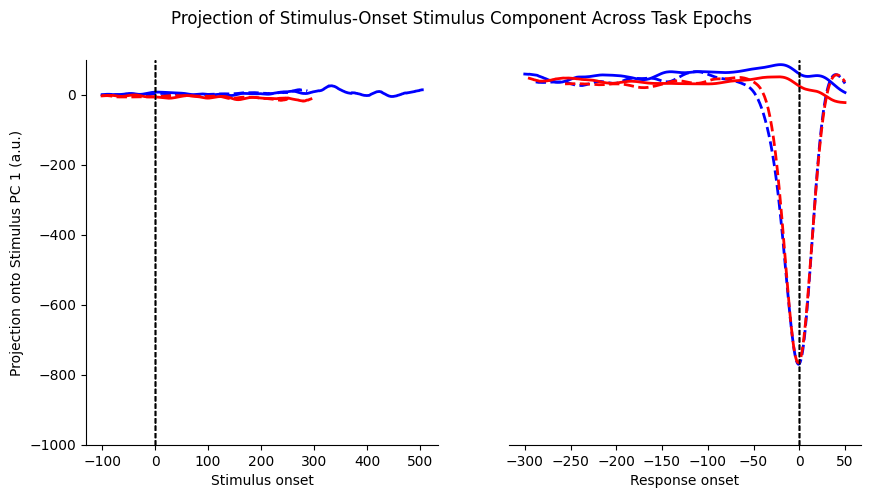 Projection of Stimulus-Onset Stimulus Component Across Task Epochs
Projection onto Stimulus PC 1 (a.u.)
0
−200
−400
−600
−800
−1000
−100 0 100 200 300 400 500
Stimulus onset
−300 −250 −200 −150 −100 −50 0 50
Response onset